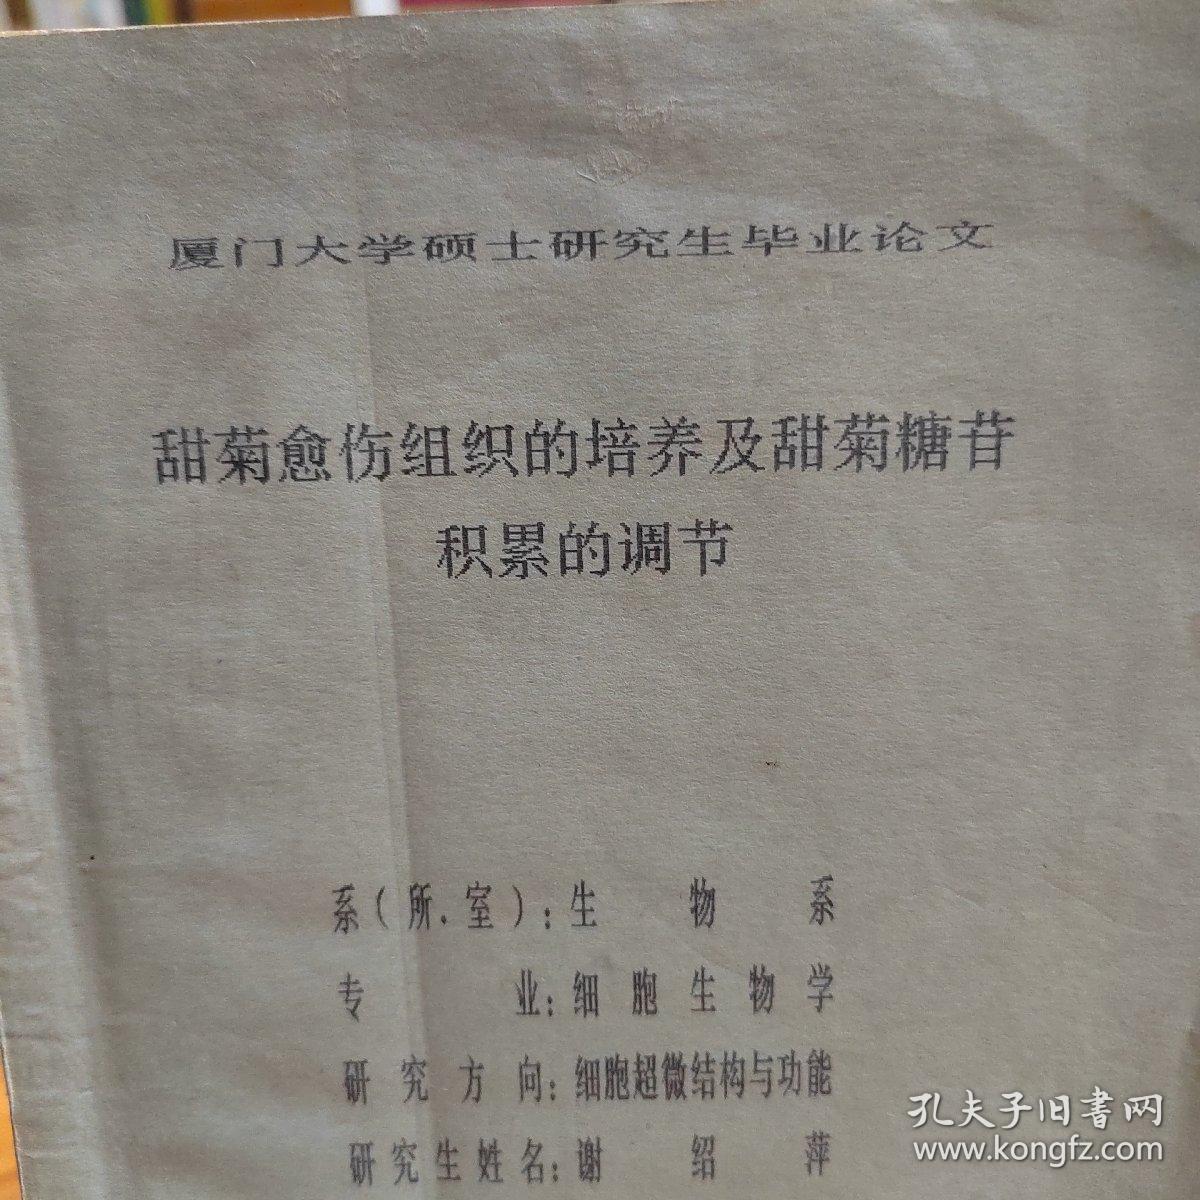 厦门大学硕士研究生毕业论文
甜菊愈伤组织的培养及甜菊糖苷
积累的调节
系(所.室):生物系
专业:细胞生物学
研究方向:细胞超微结构与功能
研究生姓名:谢绍萍
孔夫子旧书网
www.kongfz.com